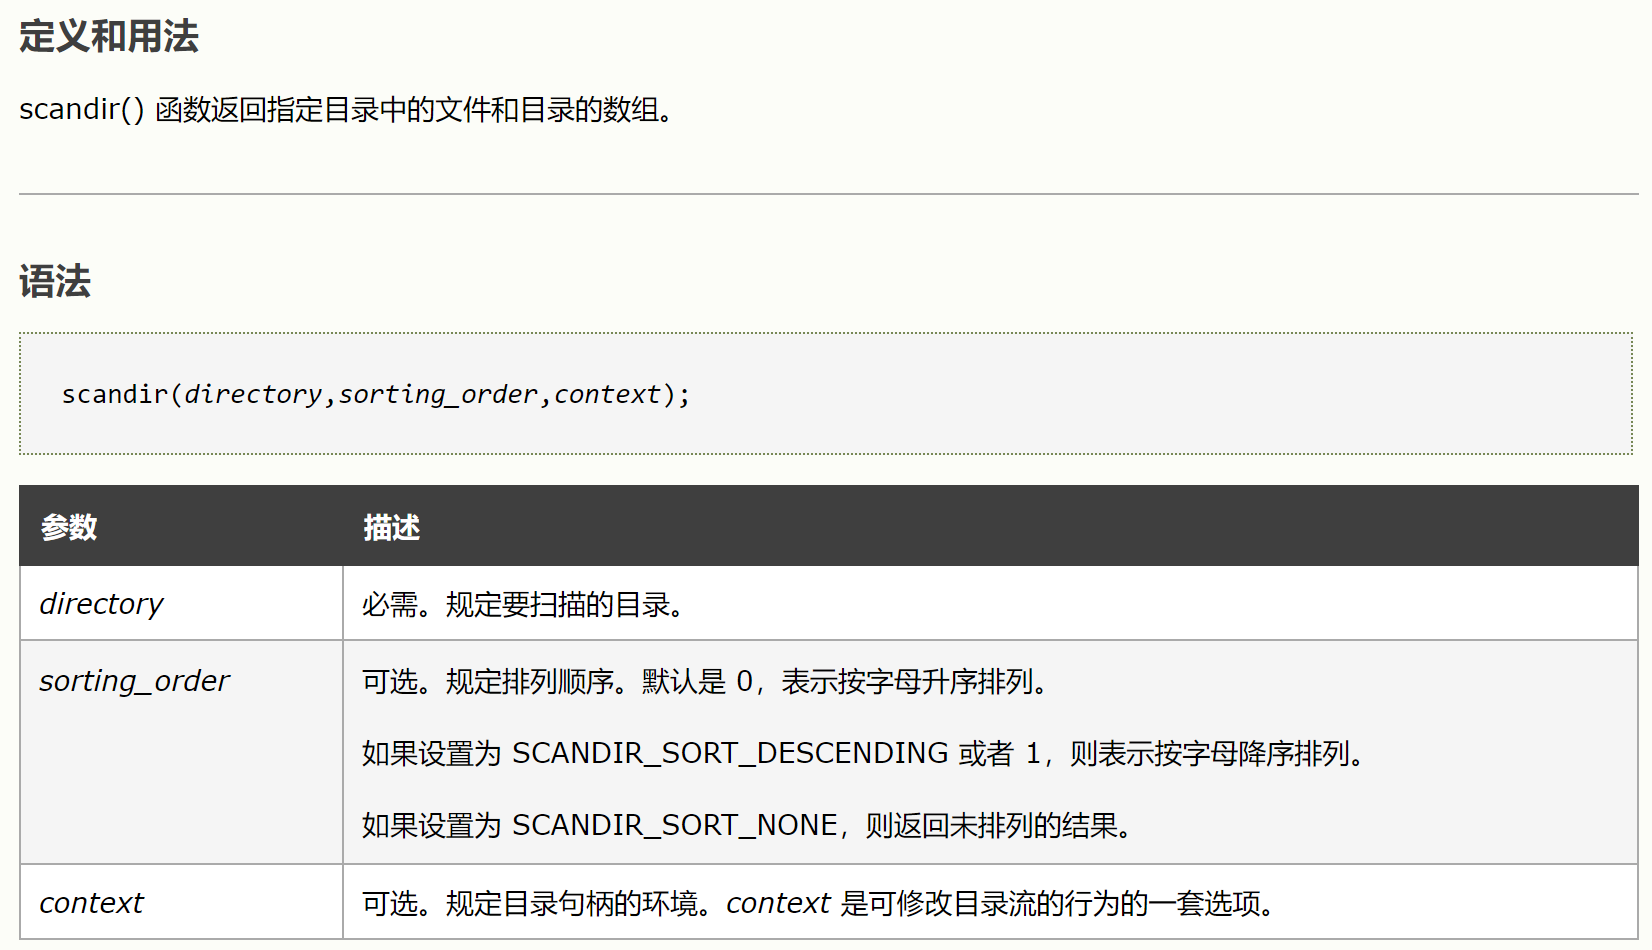 定义和用法
scandir() 函数返回指定目录中的文件和目录的数组。
语法
scandir(directory,sorting_order,context);
参数 描述
directory 必需。规定要扫描的目录。
sorting_order 可选。规定排列顺序。默认是 0，表示按字母升序排列。
如果设置为 SCANDIR_SORT_DESCENDING 或者 1，则表示按字母降序排列。
如果设置为 SCANDIR_SORT_NONE，则返回未排列的结果。
context 可选。规定目录句柄的环境。context 是可修改目录流的行为的一套选项。